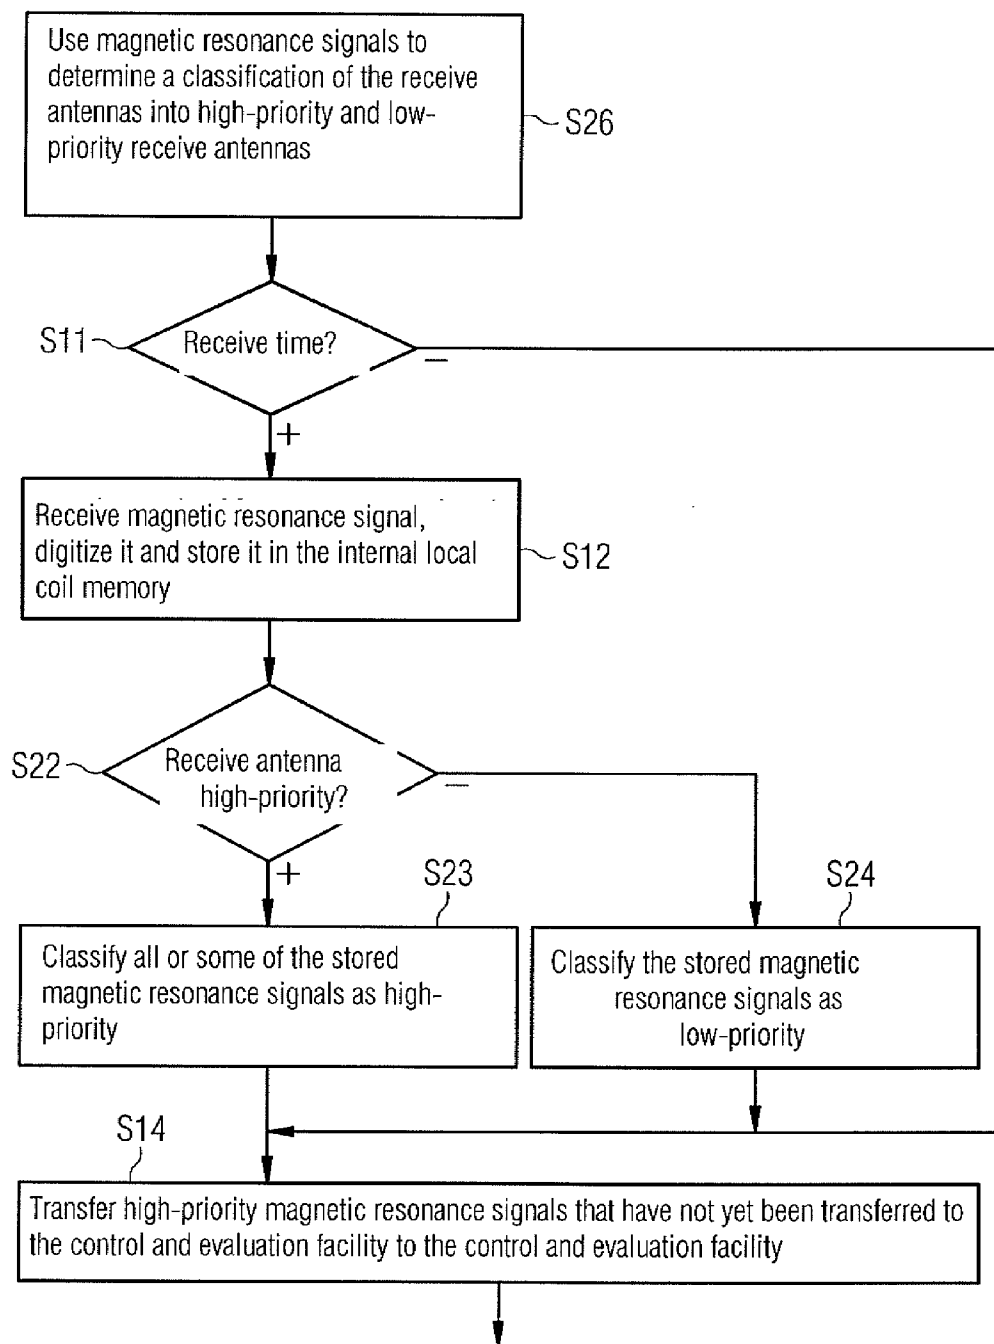 Use magnetic resonance signals to
determine a classification of the receive
antennas into high-priority and low-
priority receive antennas
S26
S11
Receive time?
–
+
Receive magnetic resonance signal,
digitize it and store it in the internal local
coil memory
S12
S22
Receive antenna
high-priority?
–
+
S23
S24
Classify all or some of the stored
magnetic resonance signals as high-
priority
Classify the stored magnetic
resonance signals as
low-priority
S14
Transfer high-priority magnetic resonance signals that have not yet been transferred to
the control and evaluation facility to the control and evaluation facility